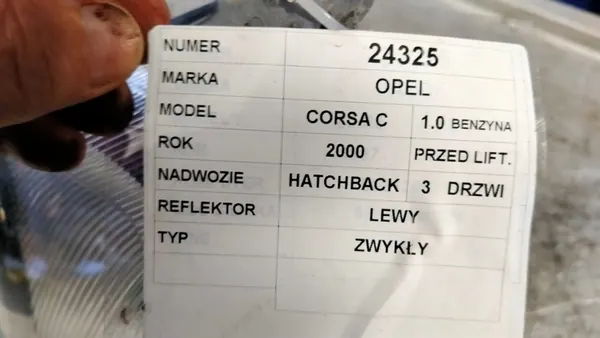 NUMER 24325
MARKA OPEL
MODEL CORSA C 1.0 BENZYNA
ROK 2000 PRZED LIFT.
NADWOZIE HATCHBACK 3 DRZWI
REFLEKTOR LEWY
TYP ZWYKŁY